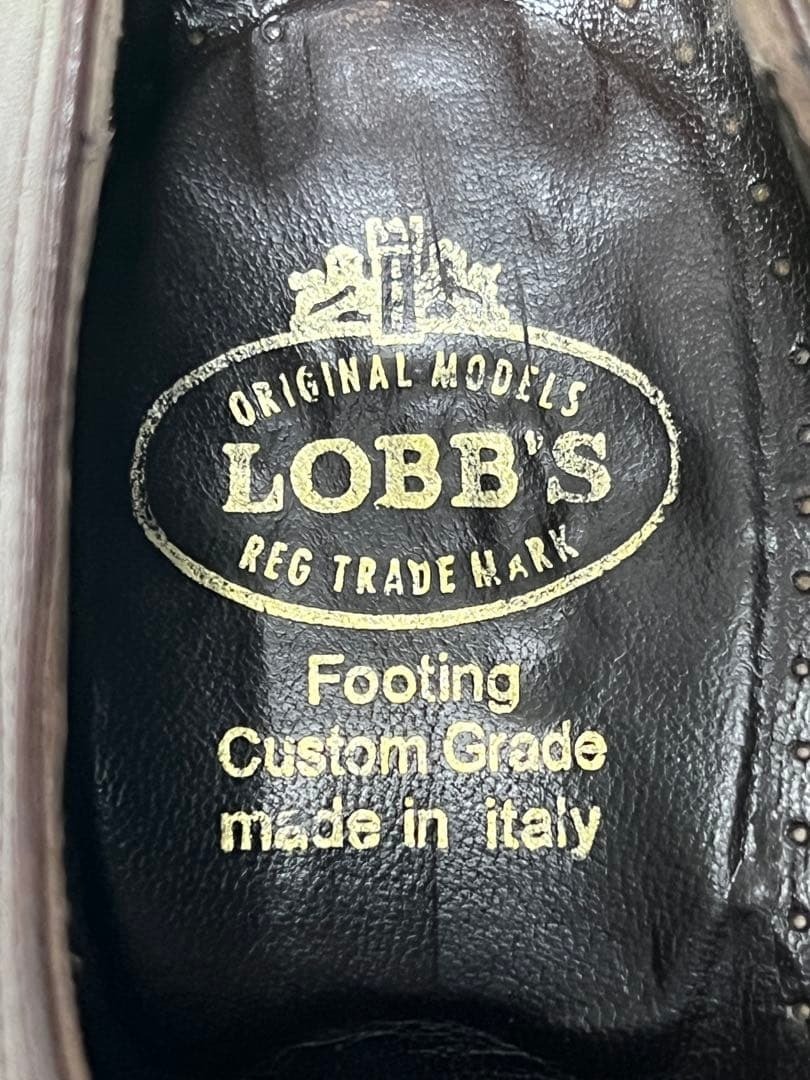 ORIGINAL MODELS
LOBB'S
REG TRADE MARK
Footing
Custom Grade
made in italy